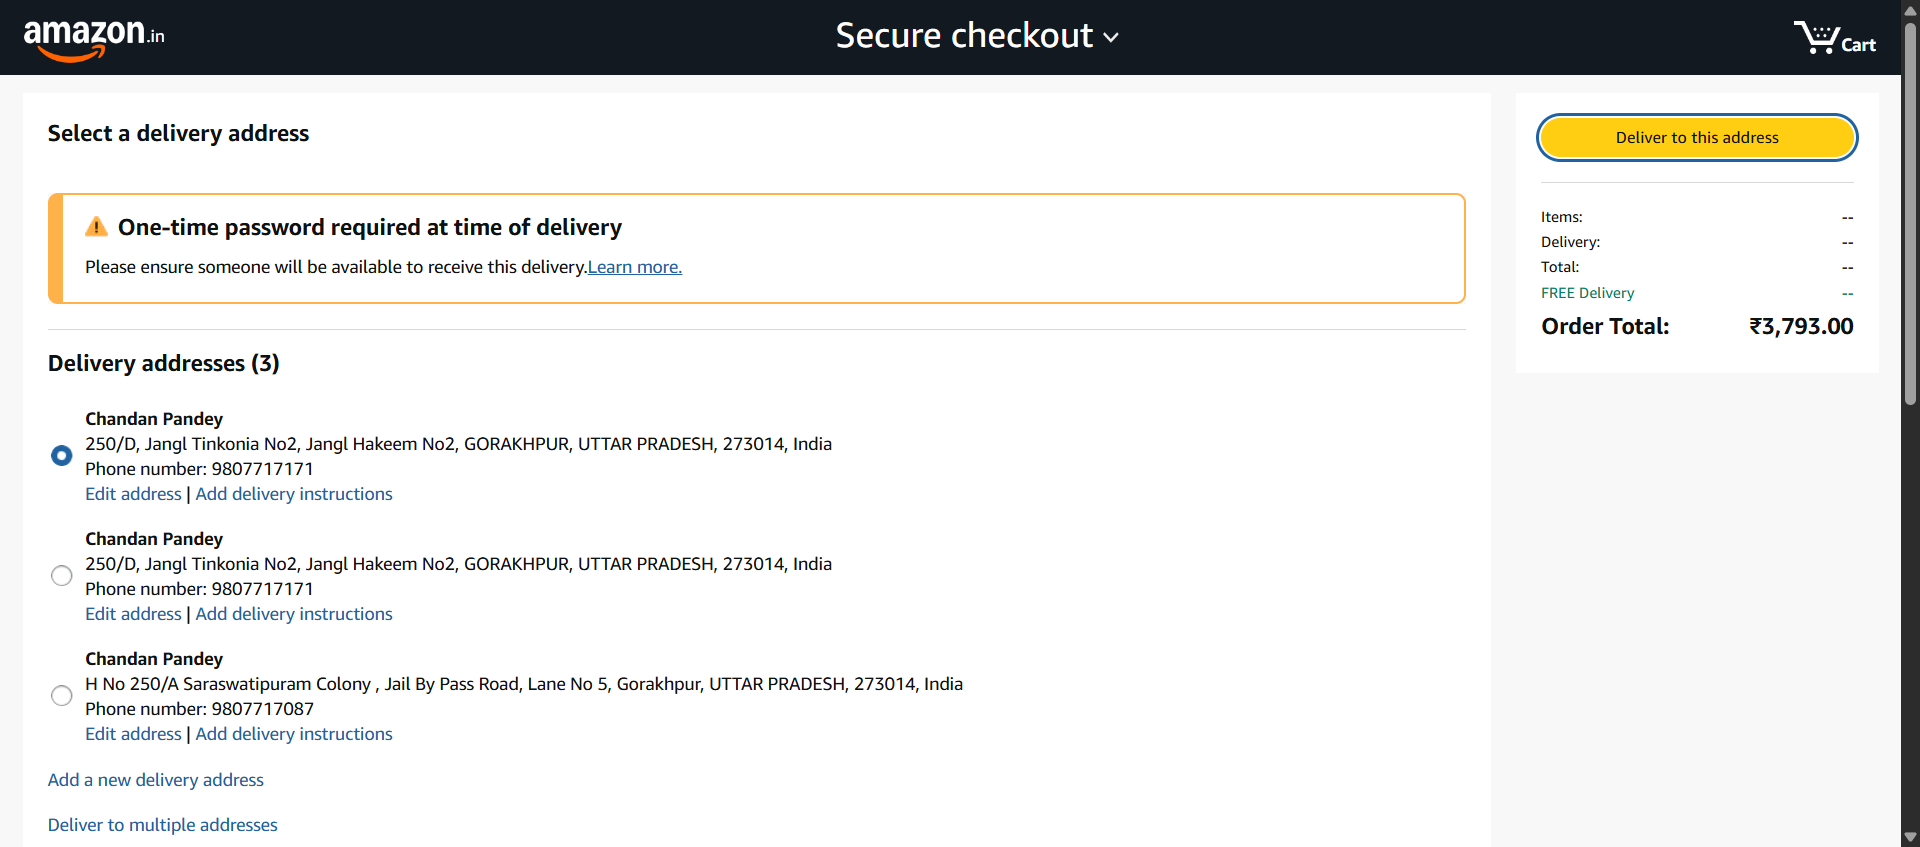 amazon.in
Secure checkout
Cart
Select a delivery address
One-time password required at time of delivery
Please ensure someone will be available to receive this delivery.Learn more.
Delivery addresses (3)
Chandan Pandey
250/D, Jangl Tinkonia No2, Jangl Hakeem No2, GORAKHPUR, UTTAR PRADESH, 273014, India
Phone number: 9807717171
Edit address | Add delivery instructions
Chandan Pandey
250/D, Jangl Tinkonia No2, Jangl Hakeem No2, GORAKHPUR, UTTAR PRADESH, 273014, India
Phone number: 9807717171
Edit address | Add delivery instructions
Chandan Pandey
H No 250/A Saraswatipuram Colony , Jail By Pass Road, Lane No 5, Gorakhpur, UTTAR PRADESH, 273014, India
Phone number: 9807717087
Edit address | Add delivery instructions
Add a new delivery address
Deliver to multiple addresses
Deliver to this address
Items: --
Delivery: --
Total: --
FREE Delivery --
Order Total: ₹3,793.00